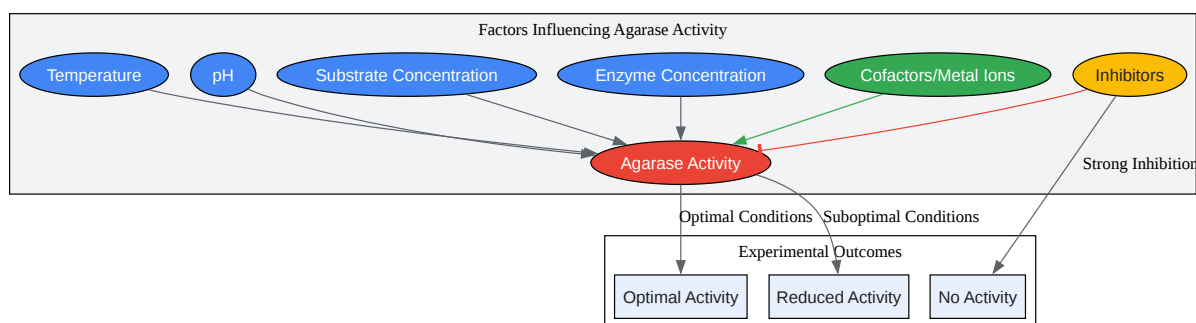 Factors Influencing Agarase Activity
Temperature
pH
Substrate Concentration
Enzyme Concentration
Cofactors/Metal Ions
Inhibitors
Agarase Activity
Strong Inhibition
Optimal Conditions
Suboptimal Conditions
Experimental Outcomes
Optimal Activity
Reduced Activity
No Activity